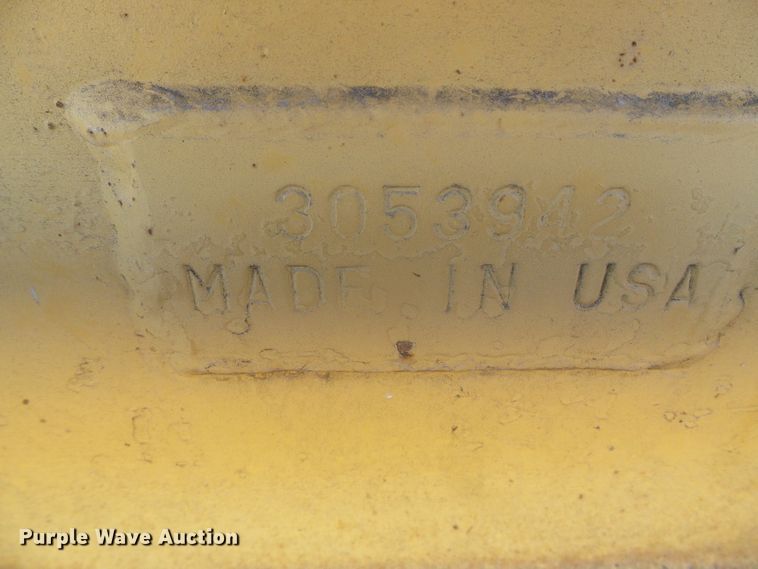 3053942
MADE IN USA
Purple Wave Auction